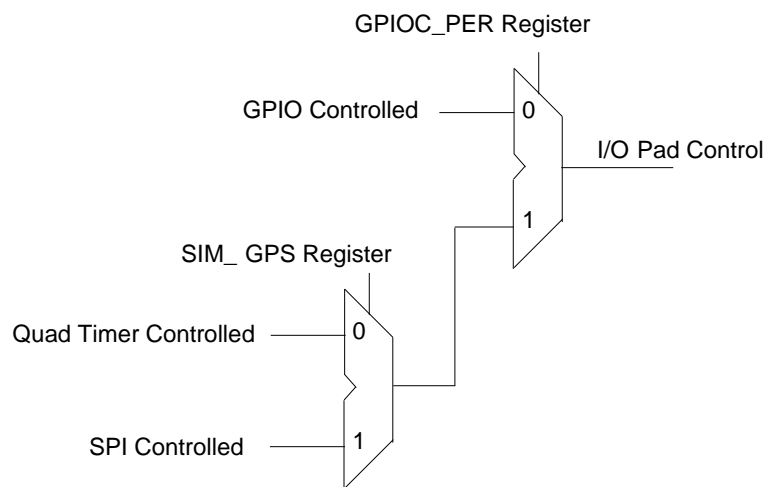 GPIOC_PER Register
GPIO Controlled
0
I/O Pad Control
1
SIM_ GPS Register
Quad Timer Controlled
0
SPI Controlled
1